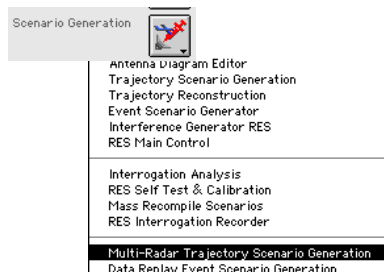 Scenario Generation
Antenna Diagram Editor
Trajectory Scenario Generation
Trajectory Reconstruction
Event Scenario Generator
Interference Generator RES
RES Main Control
Interrogation Analysis
RES Self Test & Calibration
Mass Recompile Scenarios
RES Interrogation Recorder
Multi-Radar Trajectory Scenario Generation
Data Replay Event Scenario Generation